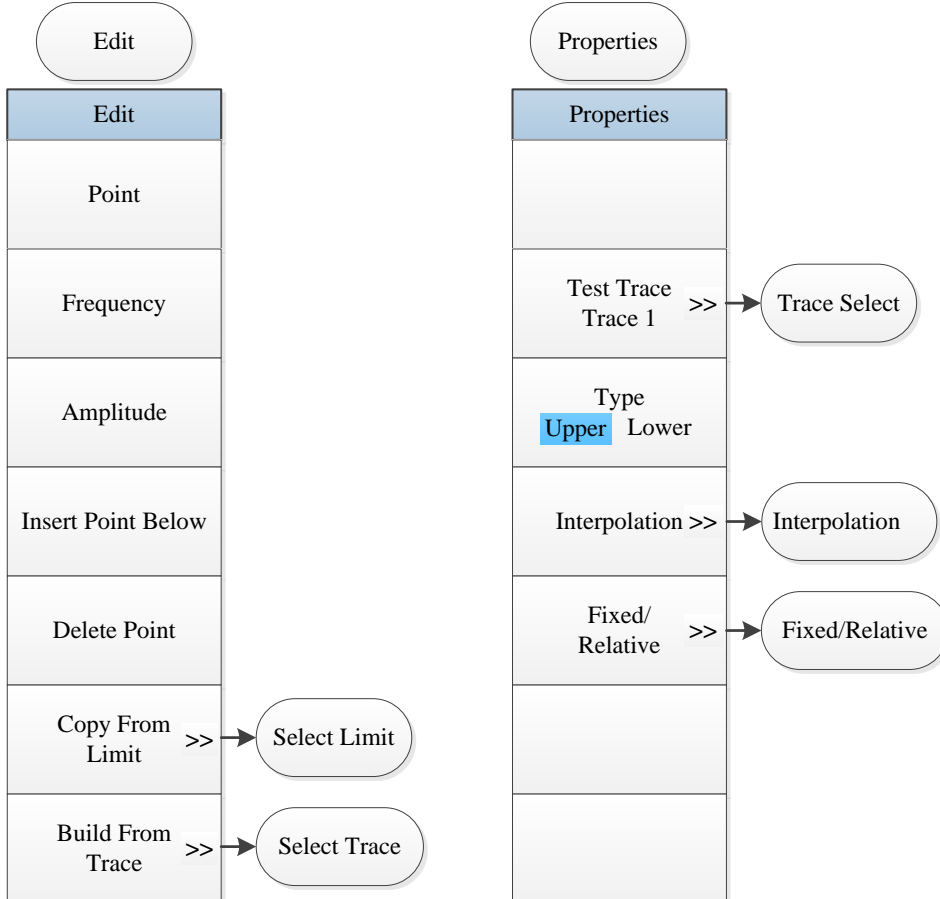 Edit
Edit
Point
Frequency
Amplitude
Insert Point Below
Delete Point
Copy From
Limit
>>
Select Limit
Build From
Trace
>>
Select Trace
Properties
Properties
Test Trace
Trace 1
>>
Trace Select
Type
Upper Lower
Interpolation >>
Interpolation
Fixed/
Relative
>>
Fixed/Relative